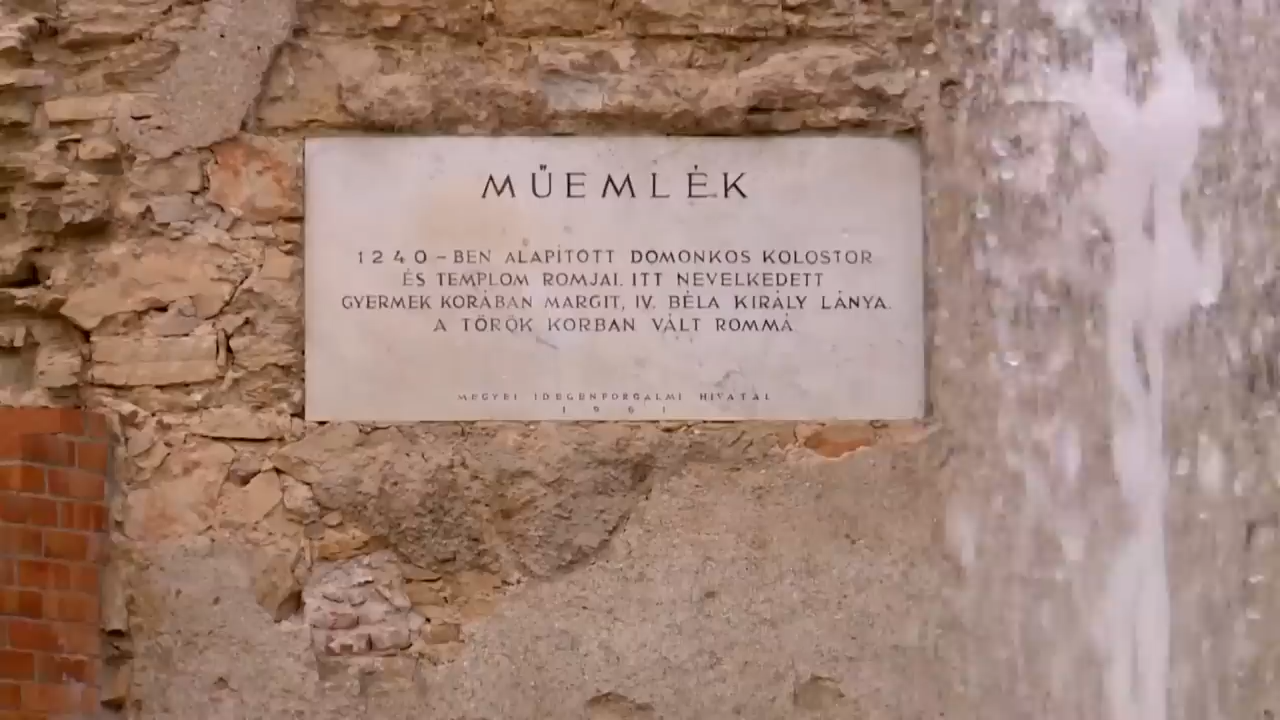 MŰEMLÉK
1240-BEN ALAPÍTOTT DOMONKOS KOLOSTOR
ÉS TEMPLOM ROMJAI. ITT NEVELKEDETT
GYERMEK KORÁBAN MARGIT, IV. BÉLA KIRÁLY LÁNYA.
A TÖRÖK KORBAN VÁLT ROMMÁ
MEGYEI IDEGENFORGALMI HIVATAL
1961